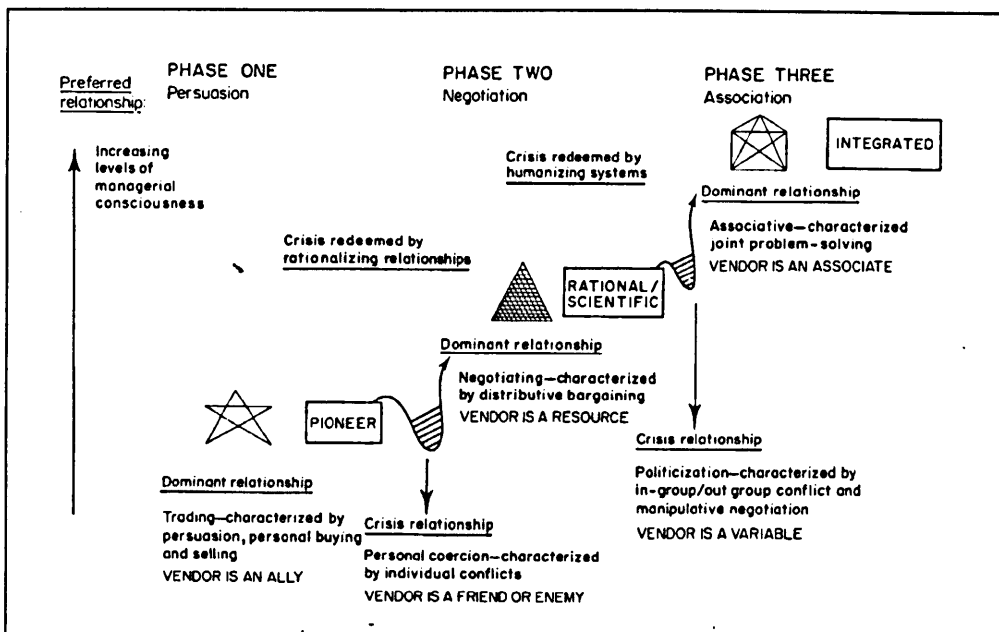 Preferred
relationship:
PHASE ONE
Persuasion
PHASE TWO
Negotiation
PHASE THREE
Association
Increasing
levels of
managerial
consciousness
INTEGRATED
Crisis redeemed by
humanizing systems
Dominant relationship
Associative—characterized
joint problem-solving
VENDOR IS AN ASSOCIATE
Crisis redeemed by
rationalizing relationships
RATIONAL/
SCIENTIFIC
Dominant relationship
Negotiating—characterized
by distributive bargaining
VENDOR IS A RESOURCE
PIONEER
Crisis relationship
Politicization—characterized by
in-group/out group conflict and
manipulative negotiation
VENDOR IS A VARIABLE
Dominant relationship
Trading—characterized by
persuasion, personal buying
and selling
VENDOR IS AN ALLY
Crisis relationship
Personal coercion—characterized
by individual conflicts
VENDOR IS A FRIEND OR ENEMY